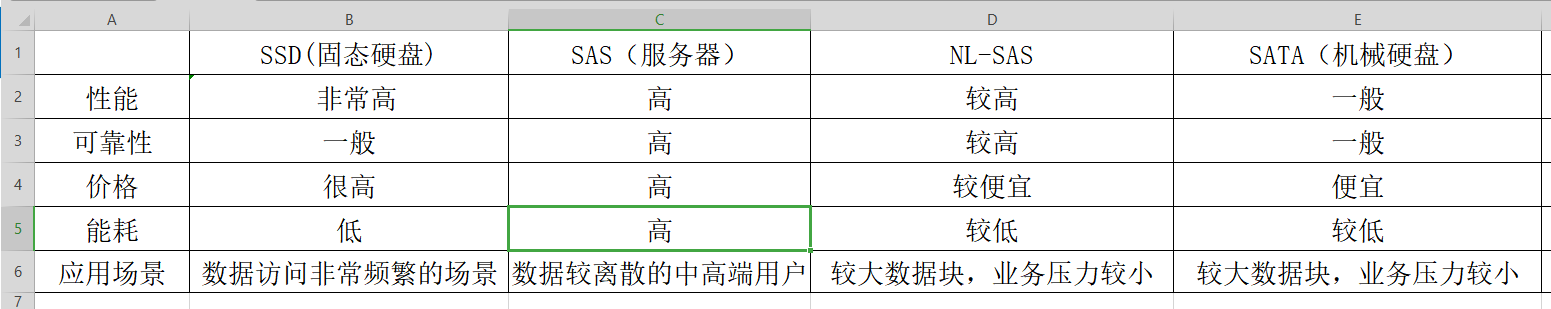 A B C D E
1 SSD(固态硬盘) SAS（服务器） NL-SAS SATA（机械硬盘）
2 性能 非常高 高 较高 一般
3 可靠性 一般 高 较高 一般
4 价格 很高 高 较便宜 便宜
5 能耗 低 高 较低 较低
6 应用场景 数据访问非常频繁的场景 数据较离散的中高端用户 较大数据块，业务压力较小 较大数据块，业务压力较小
7